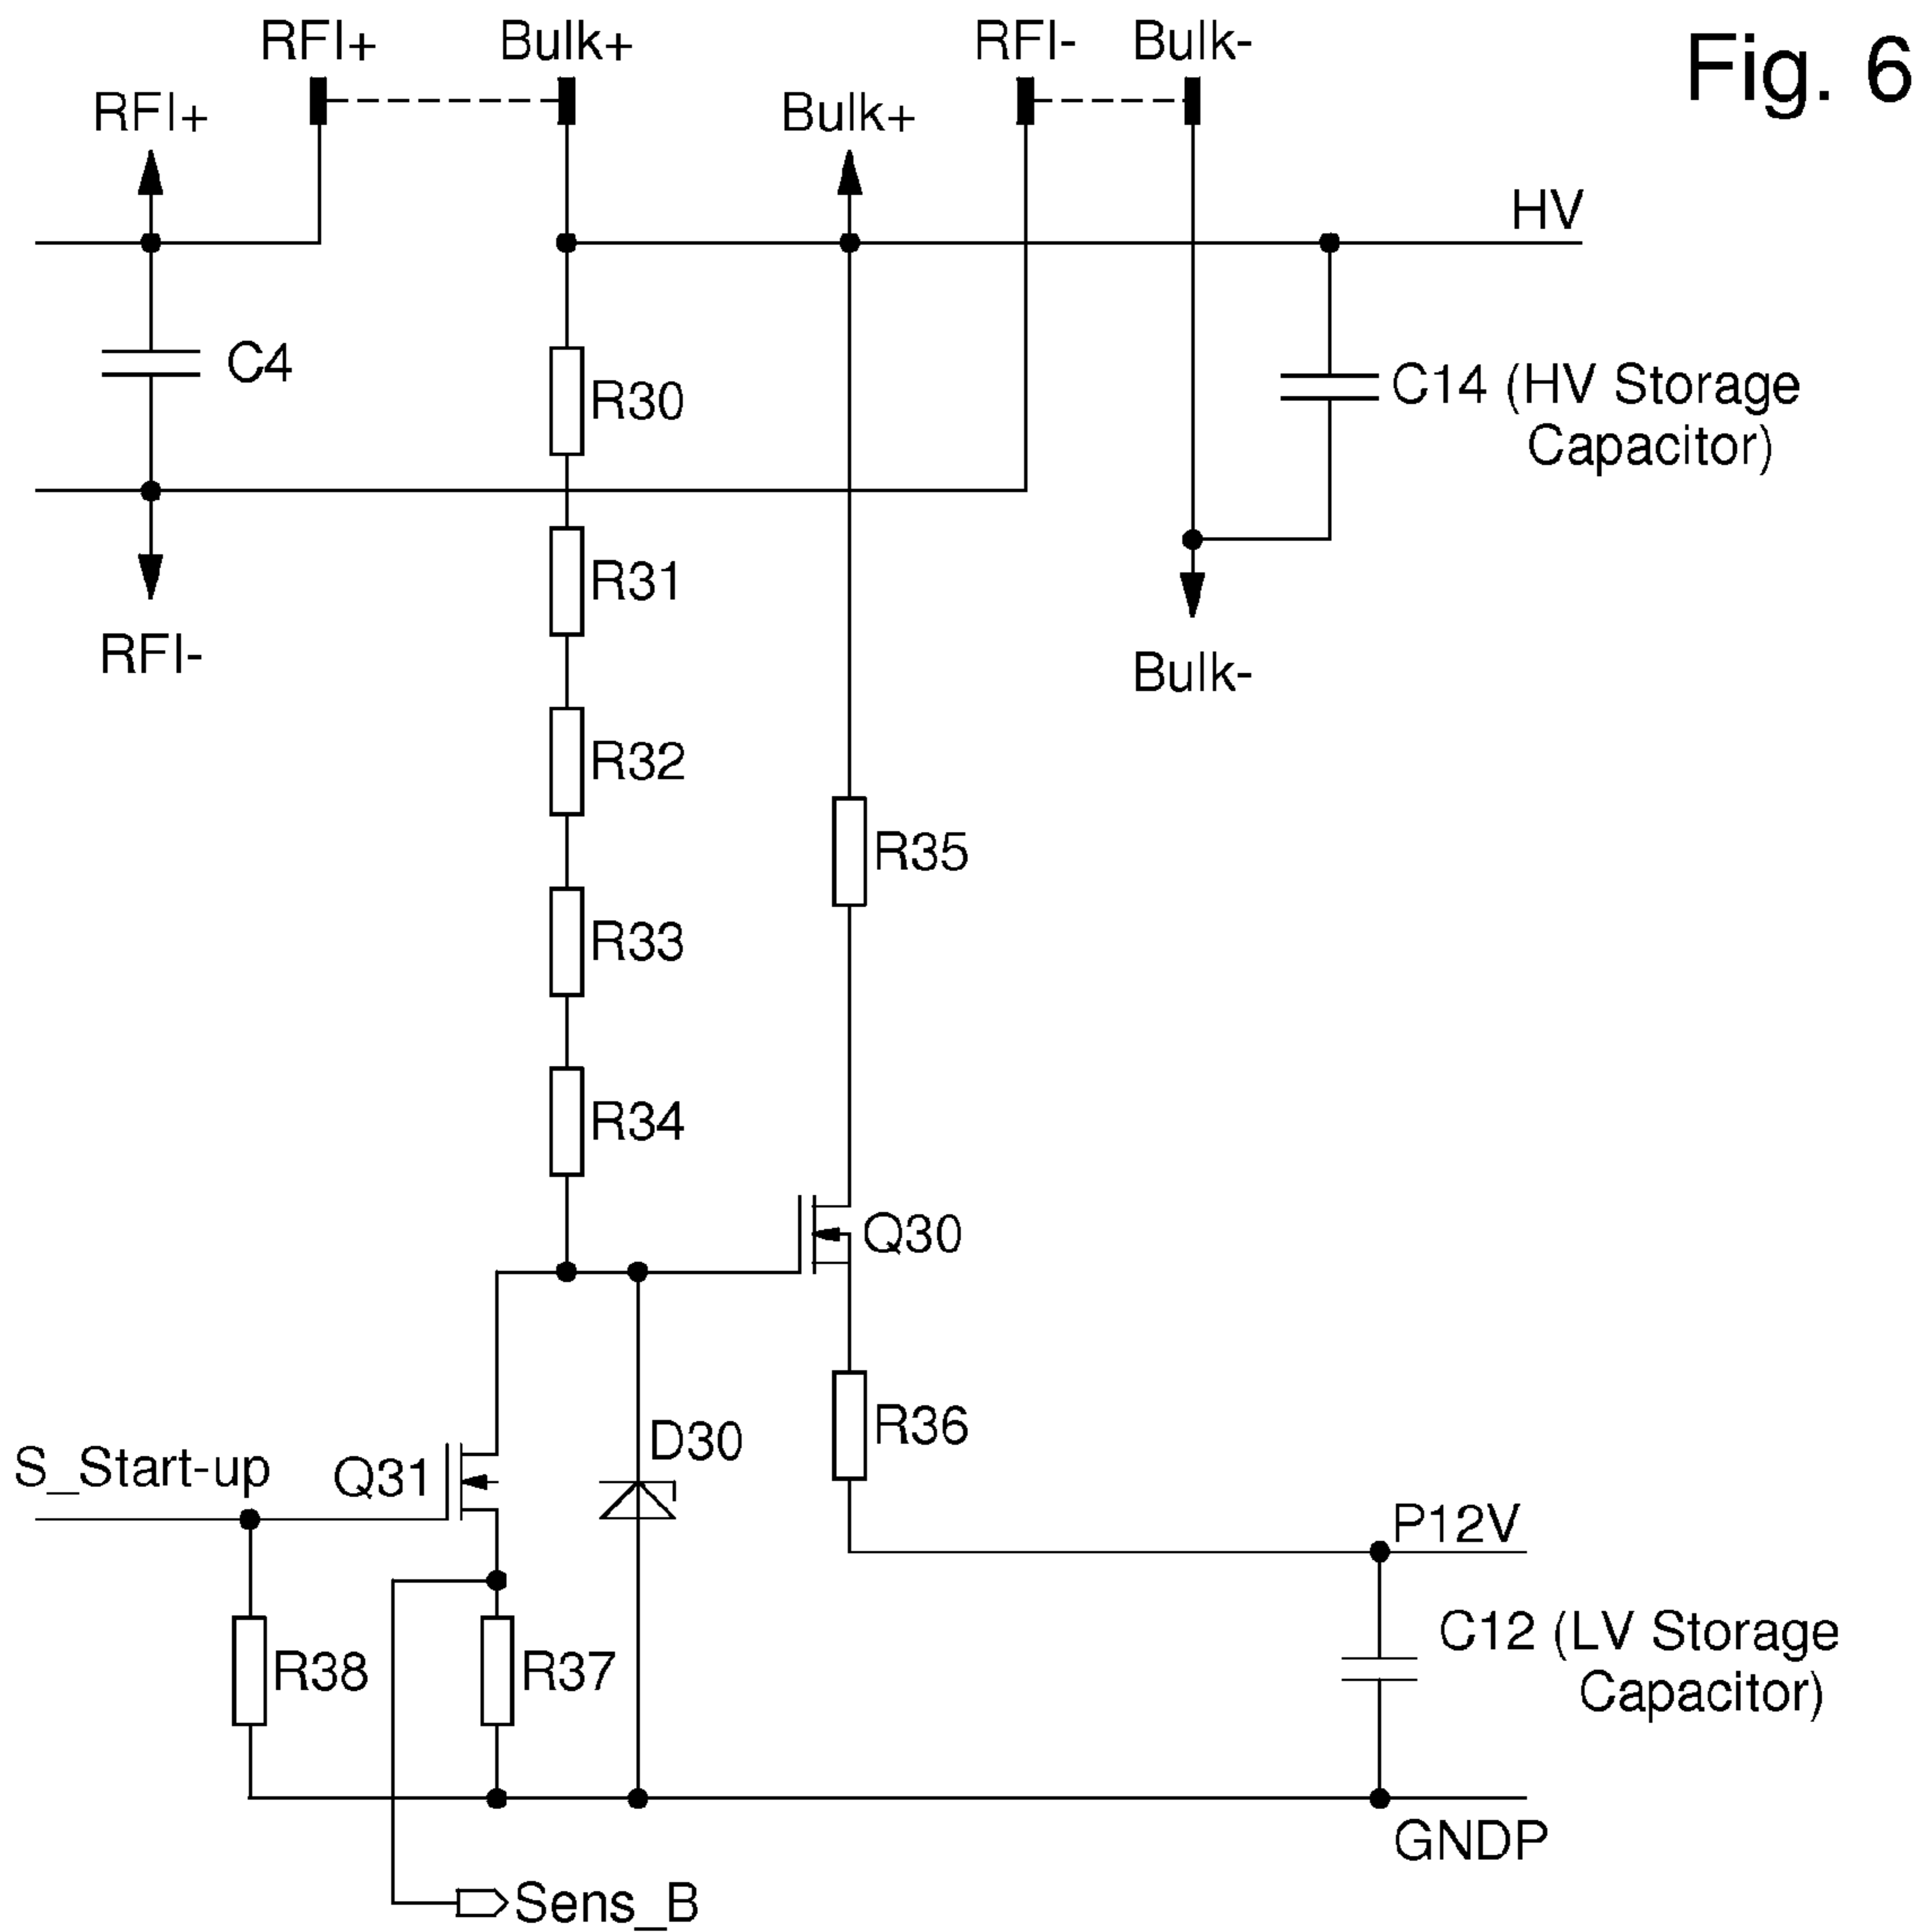 Fig. 6
RFI+
Bulk+
RFI-
Bulk-
RFI+
Bulk+
HV
C4
R30
C14 (HV Storage
Capacitor)
R31
RFI-
Bulk-
R32
R35
R33
R34
Q30
R36
D30
S_Start-up
Q31
P12V
C12 (LV Storage
Capacitor)
R38
R37
GNDP
Sens_B